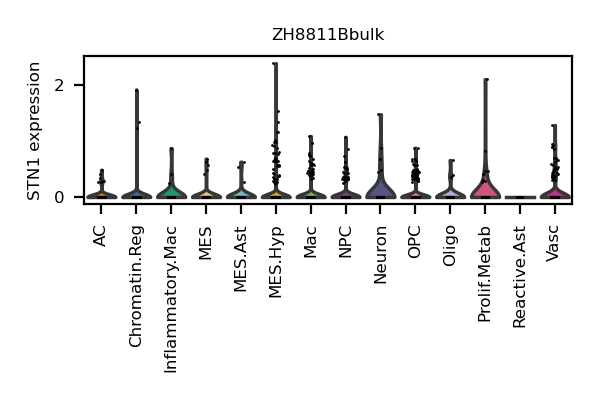 ZH8811Bbulk
STN1 expression
2
0
AC
Chromatin.Reg
Inflammatory.Mac
MES
MES.Ast
MES.Hyp
Mac
NPC
Neuron
OPC
Oligo
Prolif.Metab
Reactive.Ast
Vasc